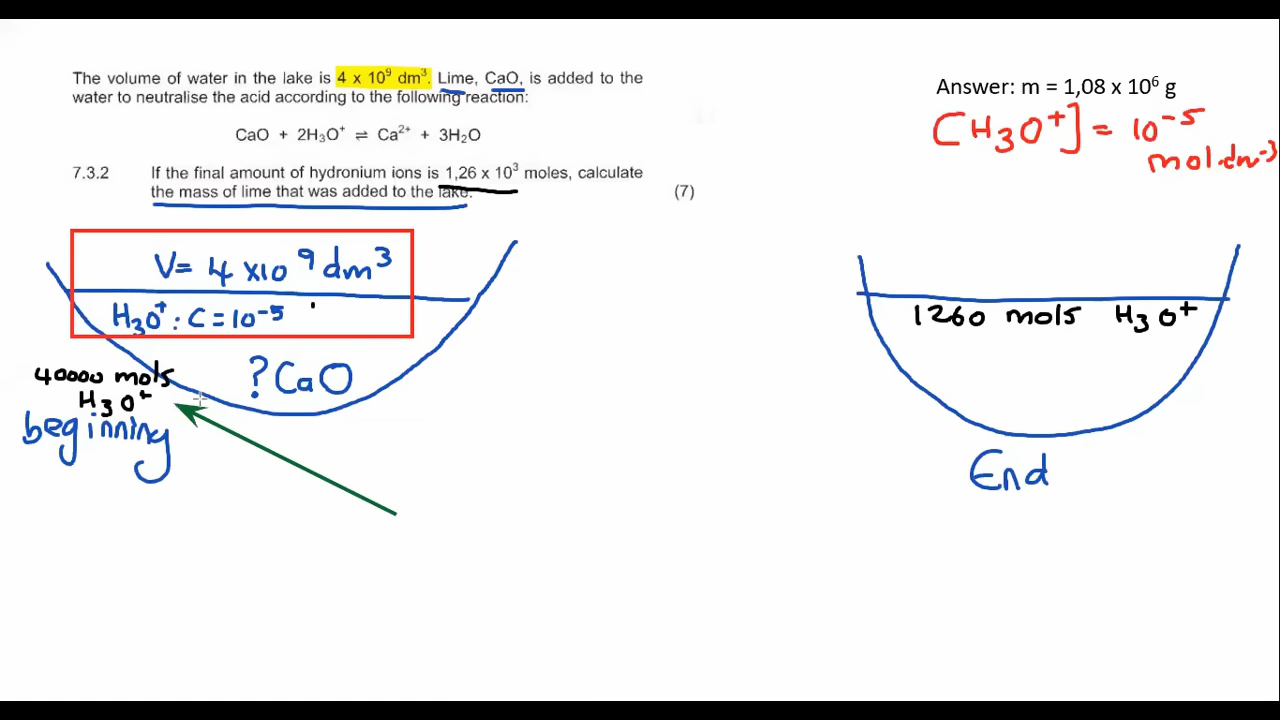 The volume of water in the lake is 4 x 10⁹ dm³. Lime, CaO, is added to the
water to neutralise the acid according to the following reaction:
CaO + 2H₃O⁺ ⇌ Ca²⁺ + 3H₂O
7.3.2 If the final amount of hydronium ions is 1,26 x 10³ moles, calculate
the mass of lime that was added to the lake. (7)
Answer: m = 1,08 x 10⁶ g
[H₃O⁺] = 10⁻⁵
mol.dm⁻³
V= 4 x10⁹ dm³
H₃O⁺ : C = 10⁻⁵
? CaO
40000 mols
H₃O⁺
beginning
1260 mols H₃O⁺
End